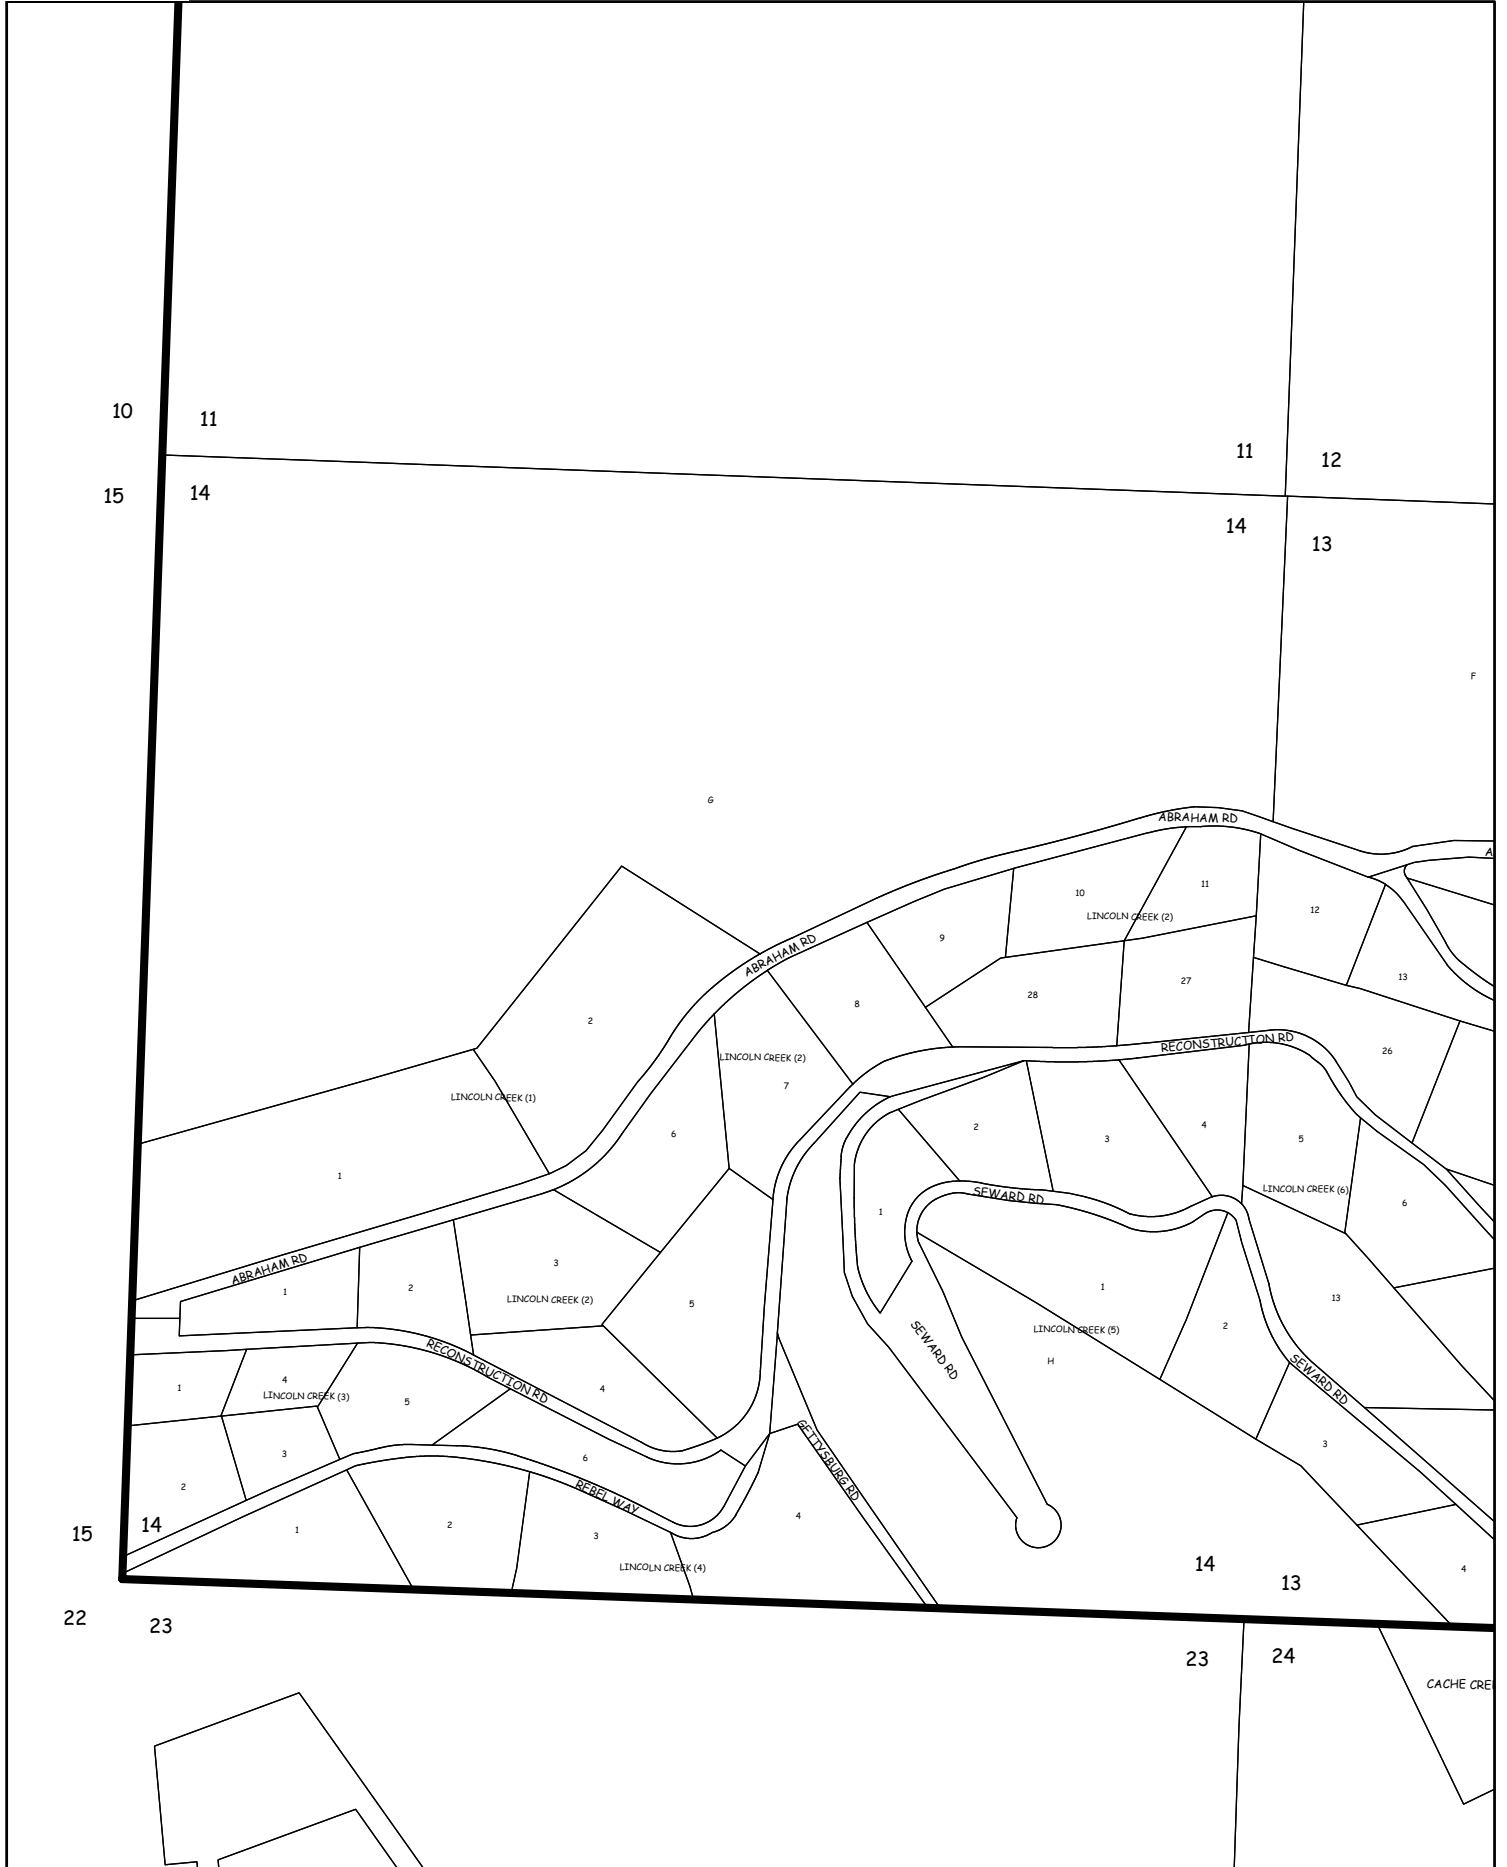 10
11
11
12
15
14
14
13
F
G
ABRAHAM RD
A
10
11
LINCOLN CREEK (2)
12
9
ABRAHAM RD
13
27
28
8
2
RECONSTRUCTION RD
26
LINCOLN CREEK (2)
7
LINCOLN CREEK (1)
6
2
3
4
5
1
SEWARD RD
LINCOLN CREEK (6)
6
1
ABRAHAM RD
3
1
2
LINCOLN CREEK (2)
5
1
13
LINCOLN CREEK (5)
2
SEWARD RD
H
RECONSTRUCTION RD
SEWARD RD
1
4
LINCOLN CREEK (3)
5
4
GETTYSBURG RD
3
3
6
2
REBEL WAY
4
15
14
1
2
3
LINCOLN CREEK (4)
14
13
4
22
23
23
24
CACHE CRE